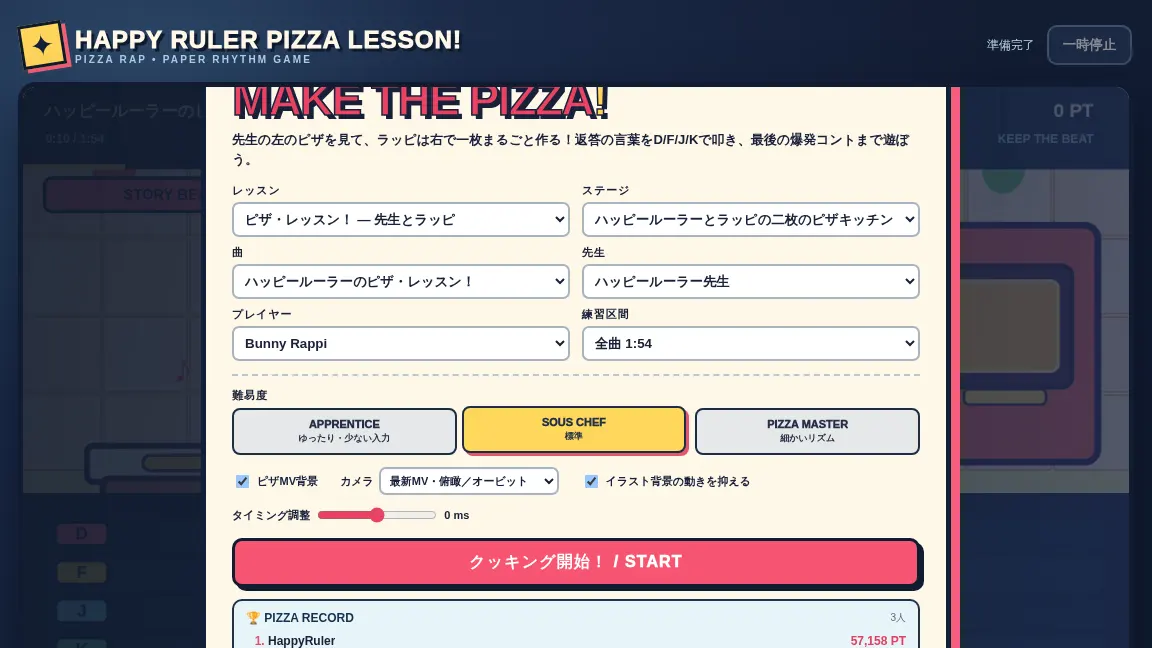 HAPPY RULER PIZZA LESSON!
PIZZA RAP • PAPER RHYTHM GAME
準備完了
一時停止
ハッピールーラーの
0:10 / 1:54
0 PT
KEEP THE BEAT
STORY
MAKE THE PIZZA!
先生の左のピザを見て、ラッピは右で一枚まるごと作る！返答の言葉をD/F/J/Kで叩き、最後の爆発コントまで遊ぼ
う。
レッスン
ステージ
ピザ・レッスン！ — 先生とラッピ
ハッピールーラーとラッピの二枚のピザキッチン
曲
先生
ハッピールーラーのピザ・レッスン！
ハッピールーラー先生
プレイヤー
練習区間
Bunny Rappi
全曲 1:54
難易度
APPRENTICE
ゆったり・少ない入力
SOUS CHEF
標準
PIZZA MASTER
細かいリズム
ピザMV背景
カメラ
最新MV・俯瞰／オービット
イラスト背景の動きを抑える
タイミング調整
0 ms
クッキング開始！ / START
🏆 PIZZA RECORD
3人
1. HappyRuler
57,158 PT
D
F
J